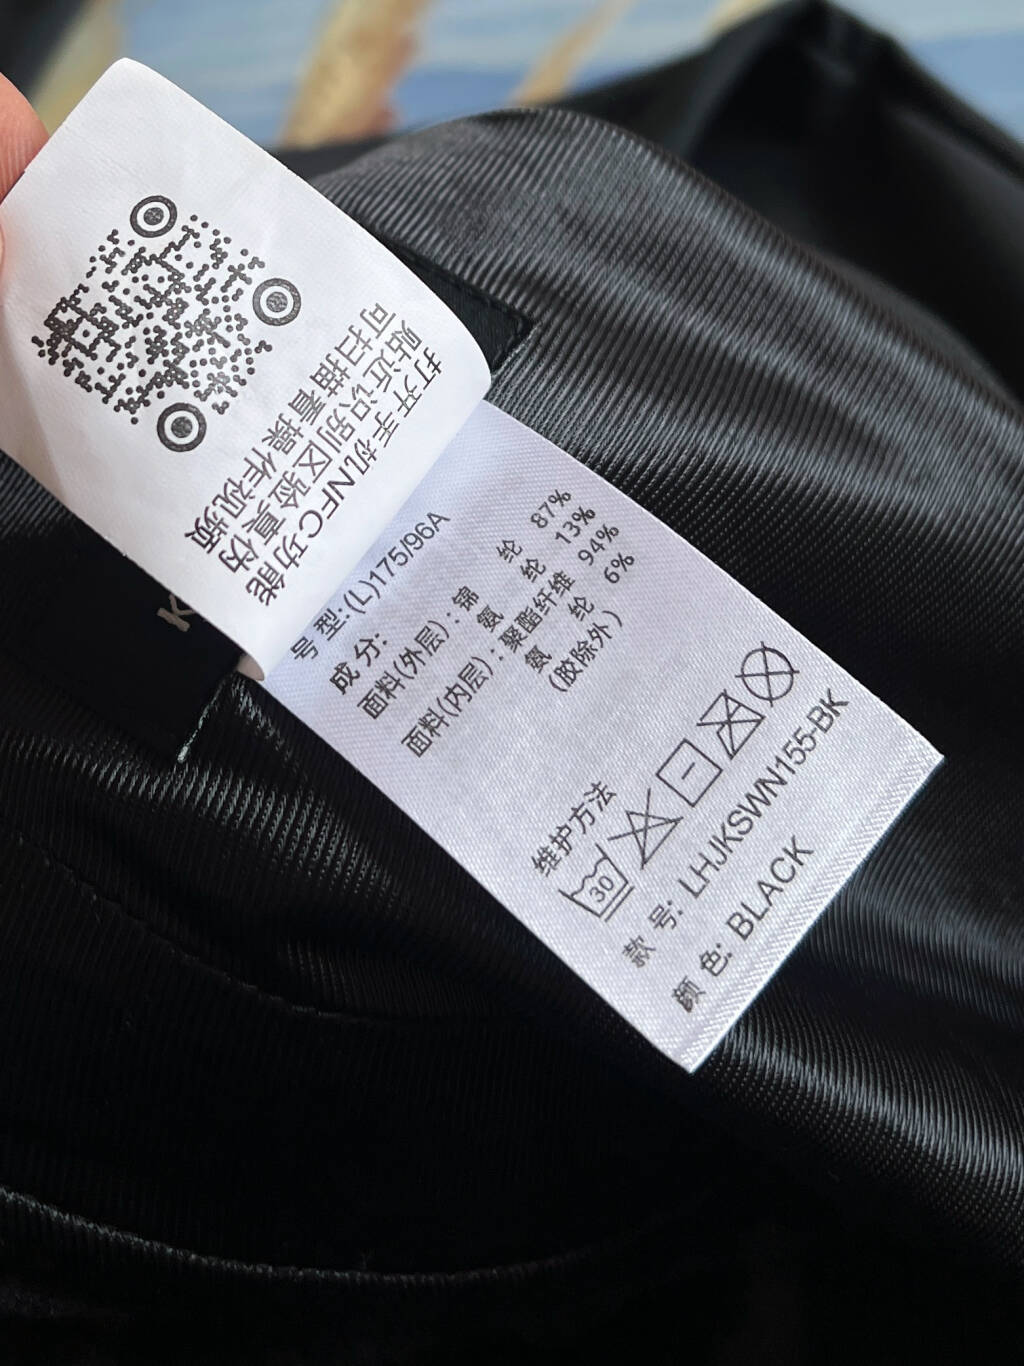 打开手机NFC功能
贴近识别区验真伪
可扫描看操作视频
K
号型:(L)175/96A
成 分:
面料(外层): 锦 纶 87%
氨 纶 13%
面料(内层): 聚酯纤维 94%
氨 纶 6%
(胶除外)
维护方法
30
款 号: LHJKSWN155-BK
颜 色: BLACK